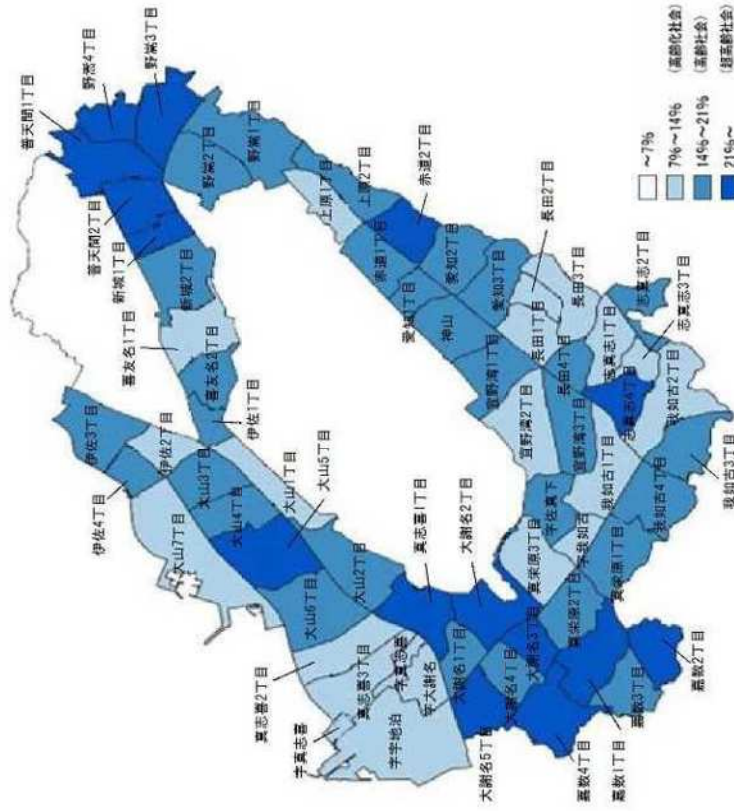 普天間1丁目
野嵩4丁目
野嵩3丁目
普天間2丁目
新城1丁目
野嵩2丁目
野嵩1丁目
新城2丁目
喜友名1丁目
喜友名2丁目
伊佐1丁目
上原1丁目
上原2丁目
赤道2丁目
赤道1丁目
愛知1丁目
愛知2丁目
愛知3丁目
神山
伊佐3丁目
伊佐2丁目
伊佐4丁目
大山3丁目
大山7丁目
大山4丁目
大山1丁目
大山5丁目
大山2丁目
大山6丁目
宜野湾1丁目
宜野湾2丁目
宜野湾3丁目
長田1丁目
長田2丁目
長田3丁目
長田4丁目
志真志1丁目
志真志2丁目
志真志3丁目
志真志4丁目
我如古2丁目
我如古1丁目
我如古4丁目
我如古3丁目
字佐真下
字我如古
真志喜1丁目
大謝名2丁目
真志喜2丁目
真志喜3丁目
字真志喜
字真志喜
字大謝名
字宇地泊
大謝名1丁目
大謝名3丁目
大謝名4丁目
大謝名5丁目
真栄原3丁目
真栄原2丁目
真栄原1丁目
嘉数4丁目
嘉数1丁目
嘉数3丁目
嘉数2丁目
～7%
7%～14% (高齢化社会)
14%～21% (高齢社会)
21%～ (超高齢社会)